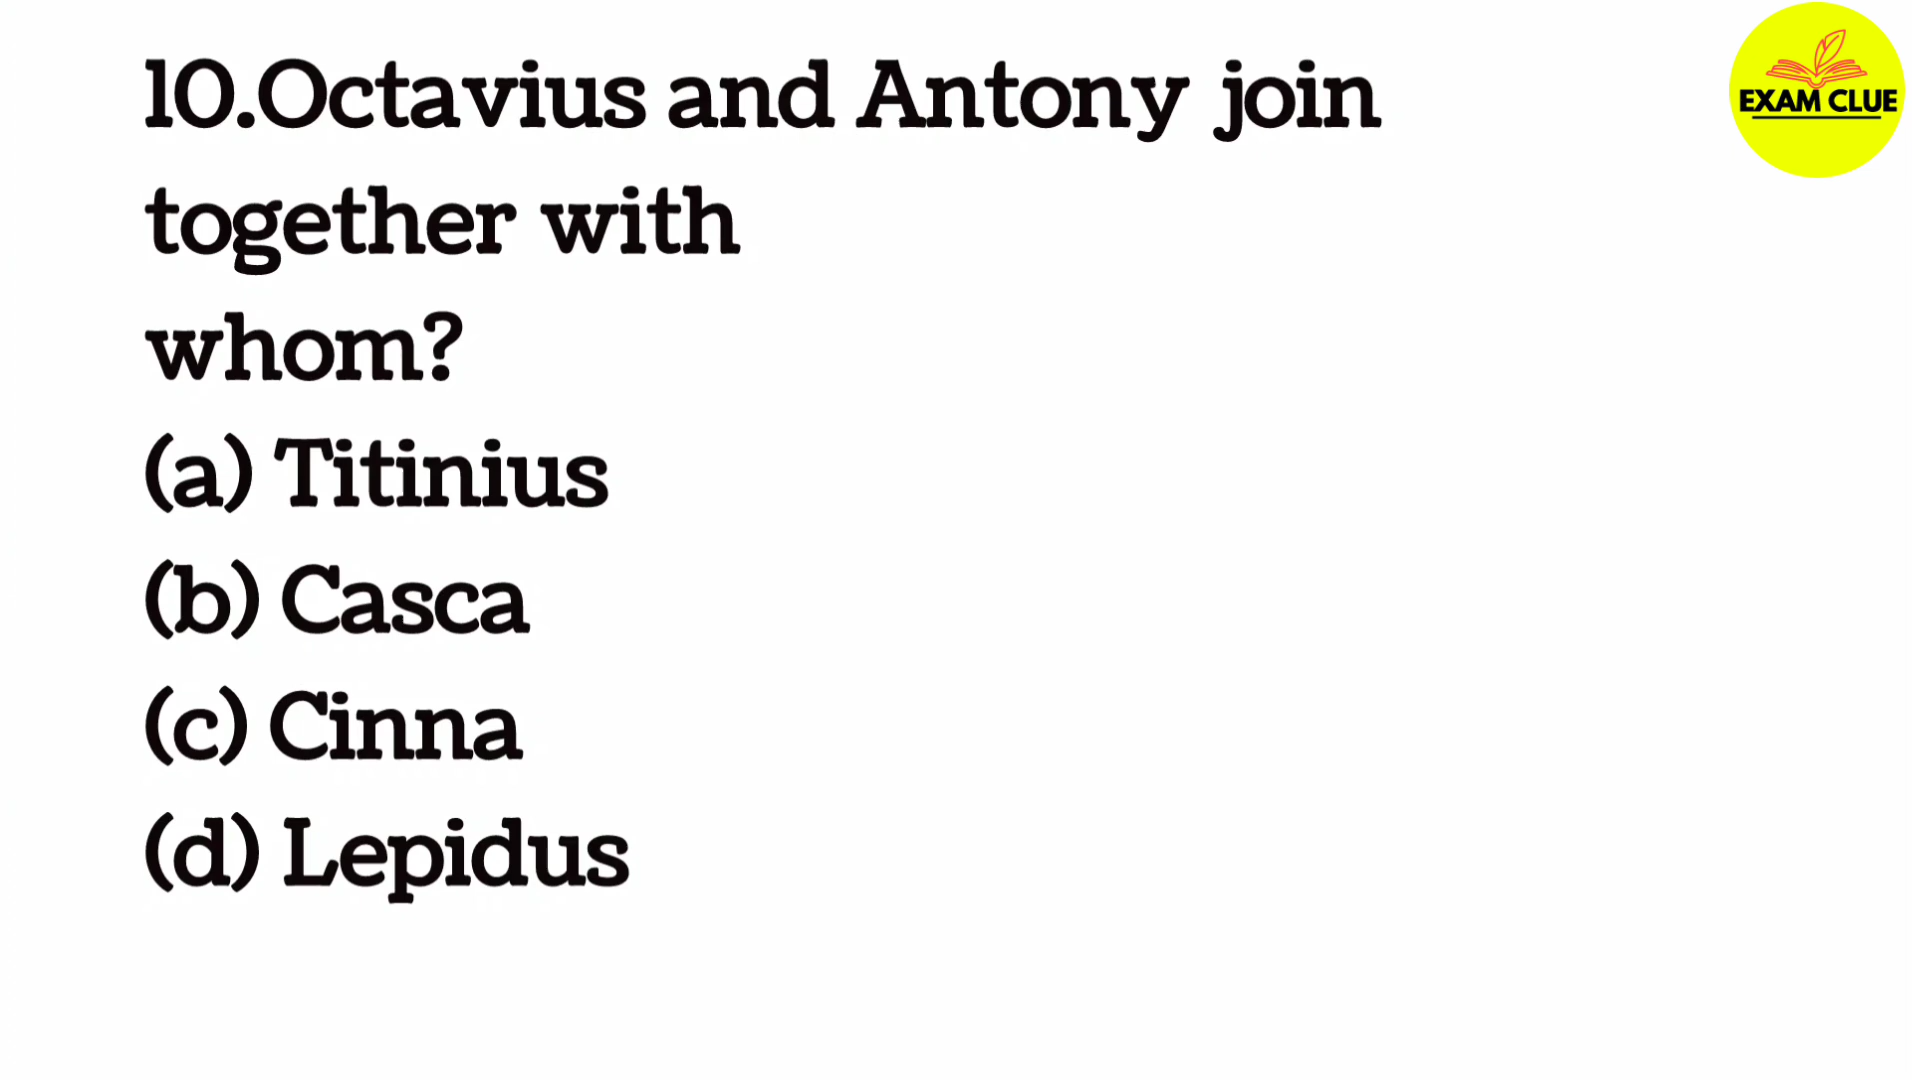 10.Octavius and Antony join
together with
whom?
(a) Titinius
(b) Casca
(c) Cinna
(d) Lepidus
EXAM CLUE